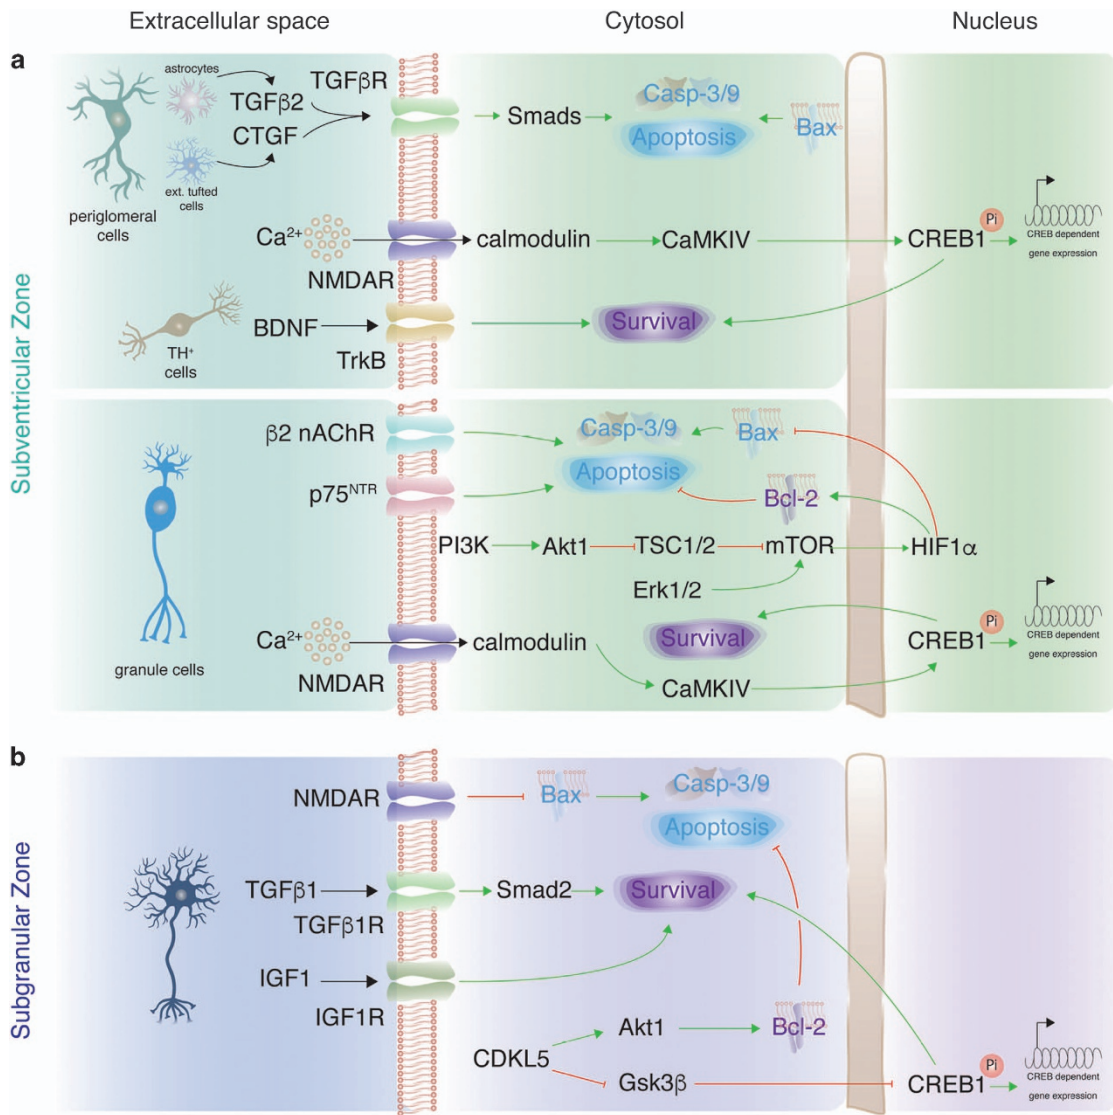 Extracellular space
Cytosol
Nucleus
a
Subventricular Zone
astrocytes
TGFβ2
TGFβR
CTGF
ext. tufted
cells
periglomeral
cells
Smads
Casp-3/9
Apoptosis
Bax
Ca²⁺
NMDAR
calmodulin
CaMKIV
CREB1
Pi
CREB dependent
gene expression
TH⁺
cells
BDNF
TrkB
Survival
β2 nAChR
p75ᴺᵀᴿ
Casp-3/9
Apoptosis
Bax
Bcl-2
PI3K
Akt1
TSC1/2
mTOR
HIF1α
Erk1/2
granule cells
Ca²⁺
NMDAR
calmodulin
Survival
CaMKIV
CREB1
Pi
CREB dependent
gene expression
b
Subgranular Zone
NMDAR
Bax
Casp-3/9
Apoptosis
TGFβ1
TGFβ1R
Smad2
Survival
IGF1
IGF1R
CDKL5
Akt1
Bcl-2
Gsk3β
CREB1
Pi
CREB dependent
gene expression